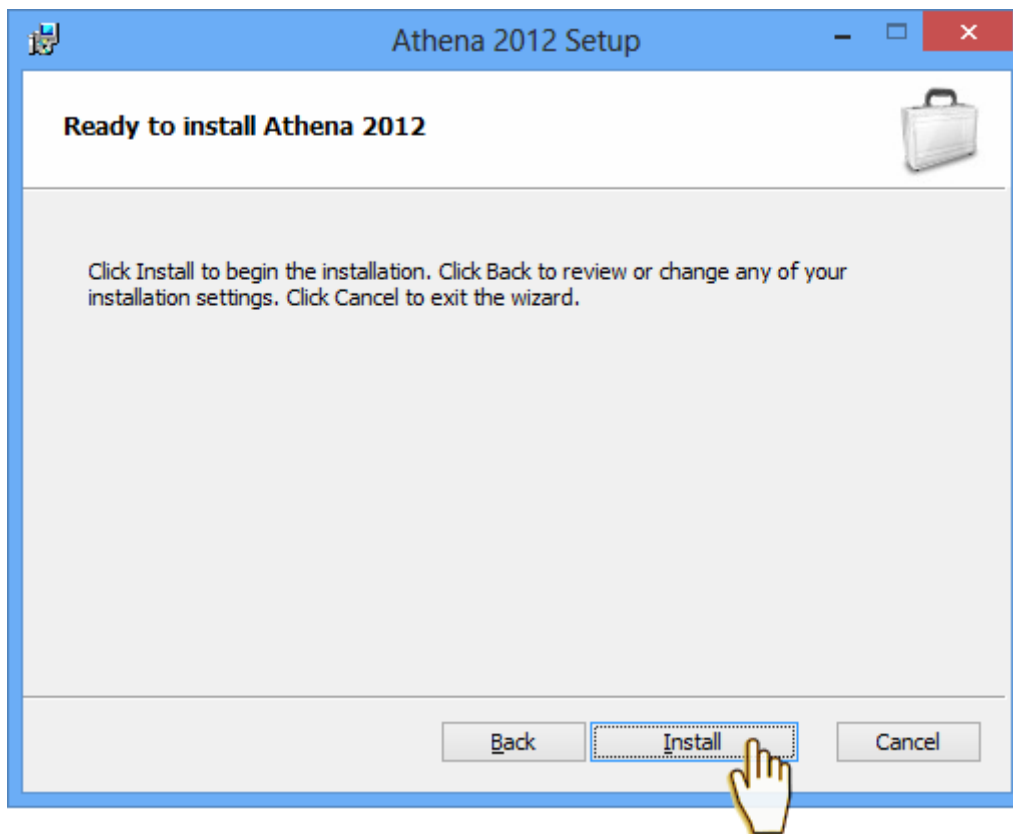 Athena 2012 Setup
Ready to install Athena 2012
Click Install to begin the installation. Click Back to review or change any of your
installation settings. Click Cancel to exit the wizard.
Back Install Cancel